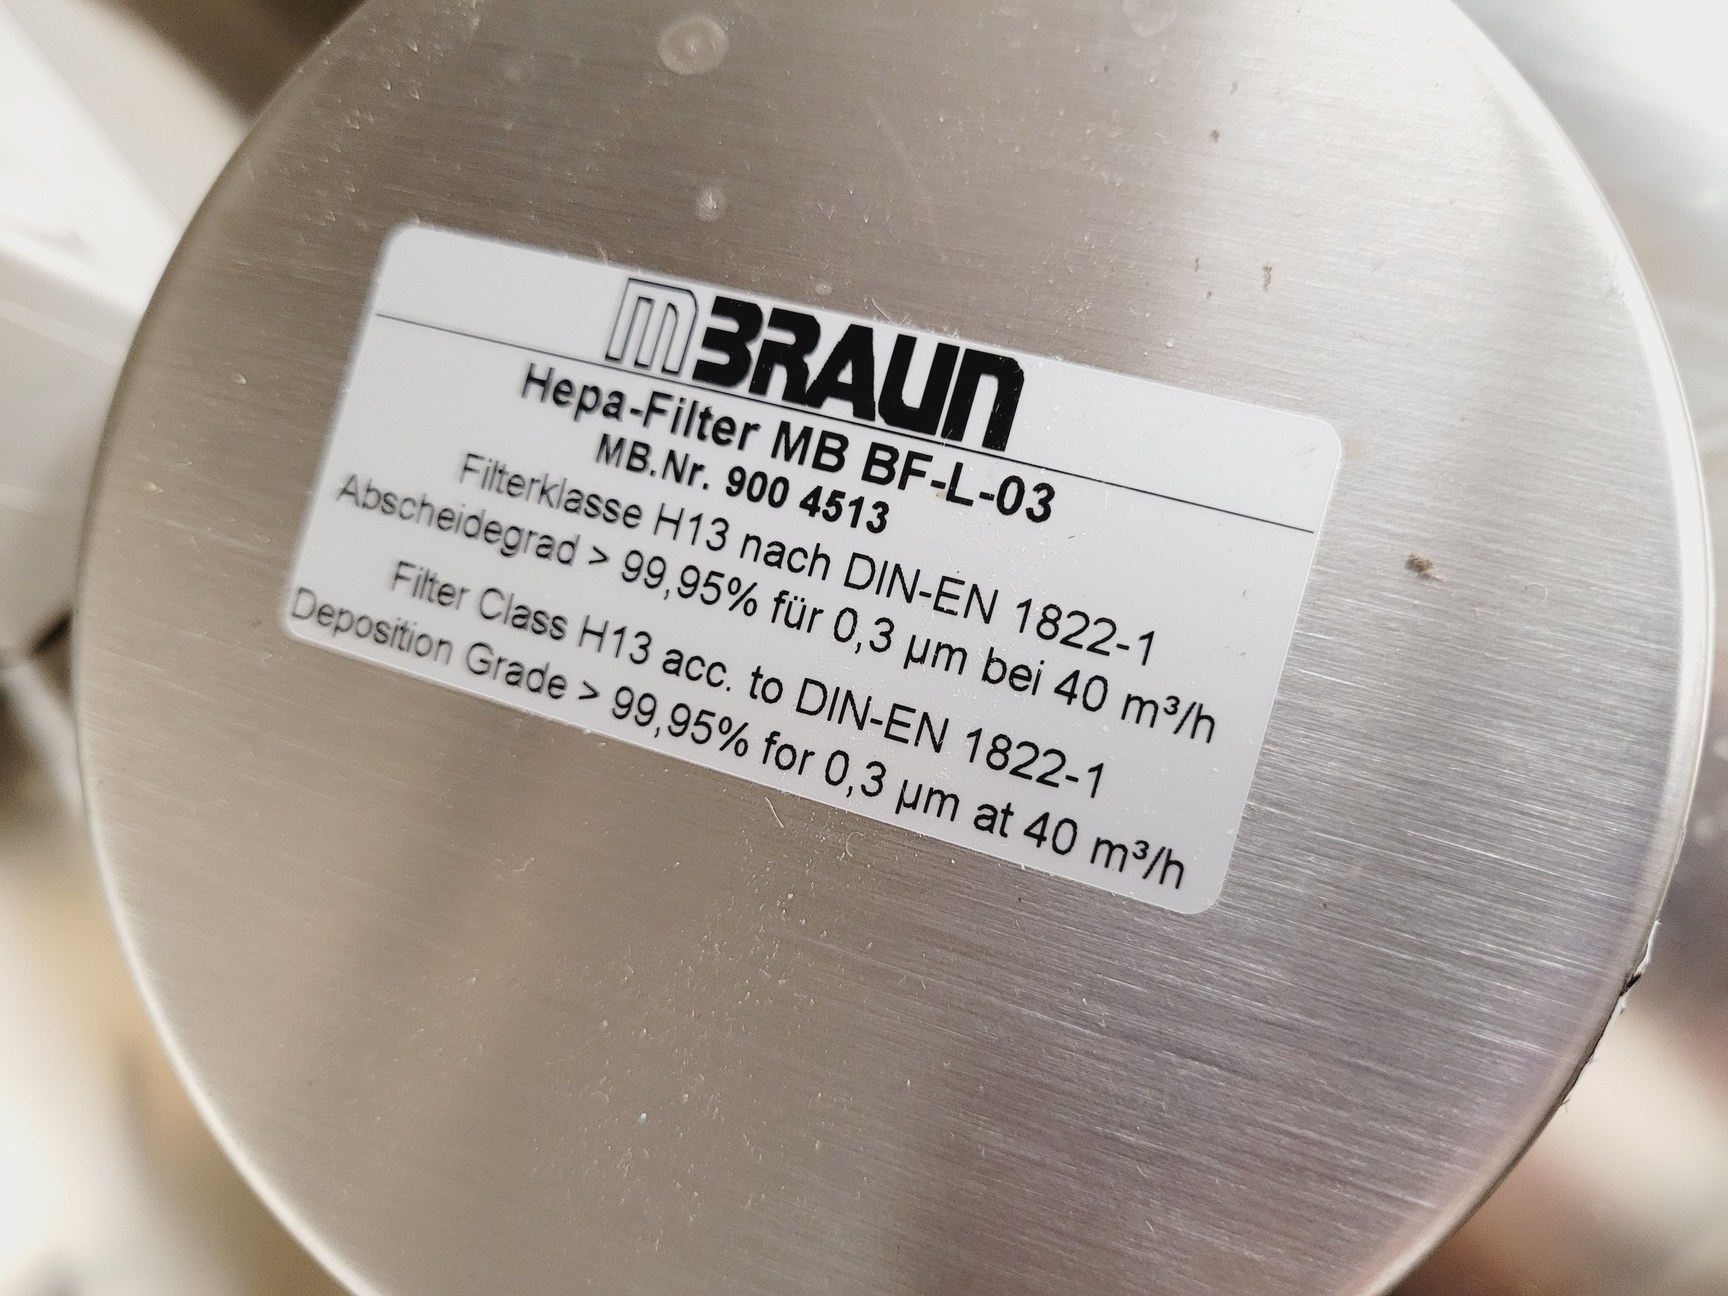 mBRAUN
Hepa-Filter MB BF-L-03
MB.Nr. 900 4513
Filterklasse H13 nach DIN-EN 1822-1
Abscheidegrad > 99,95% für 0,3 µm bei 40 m³/h
Filter Class H13 acc. to DIN-EN 1822-1
Deposition Grade > 99,95% for 0,3 µm at 40 m³/h